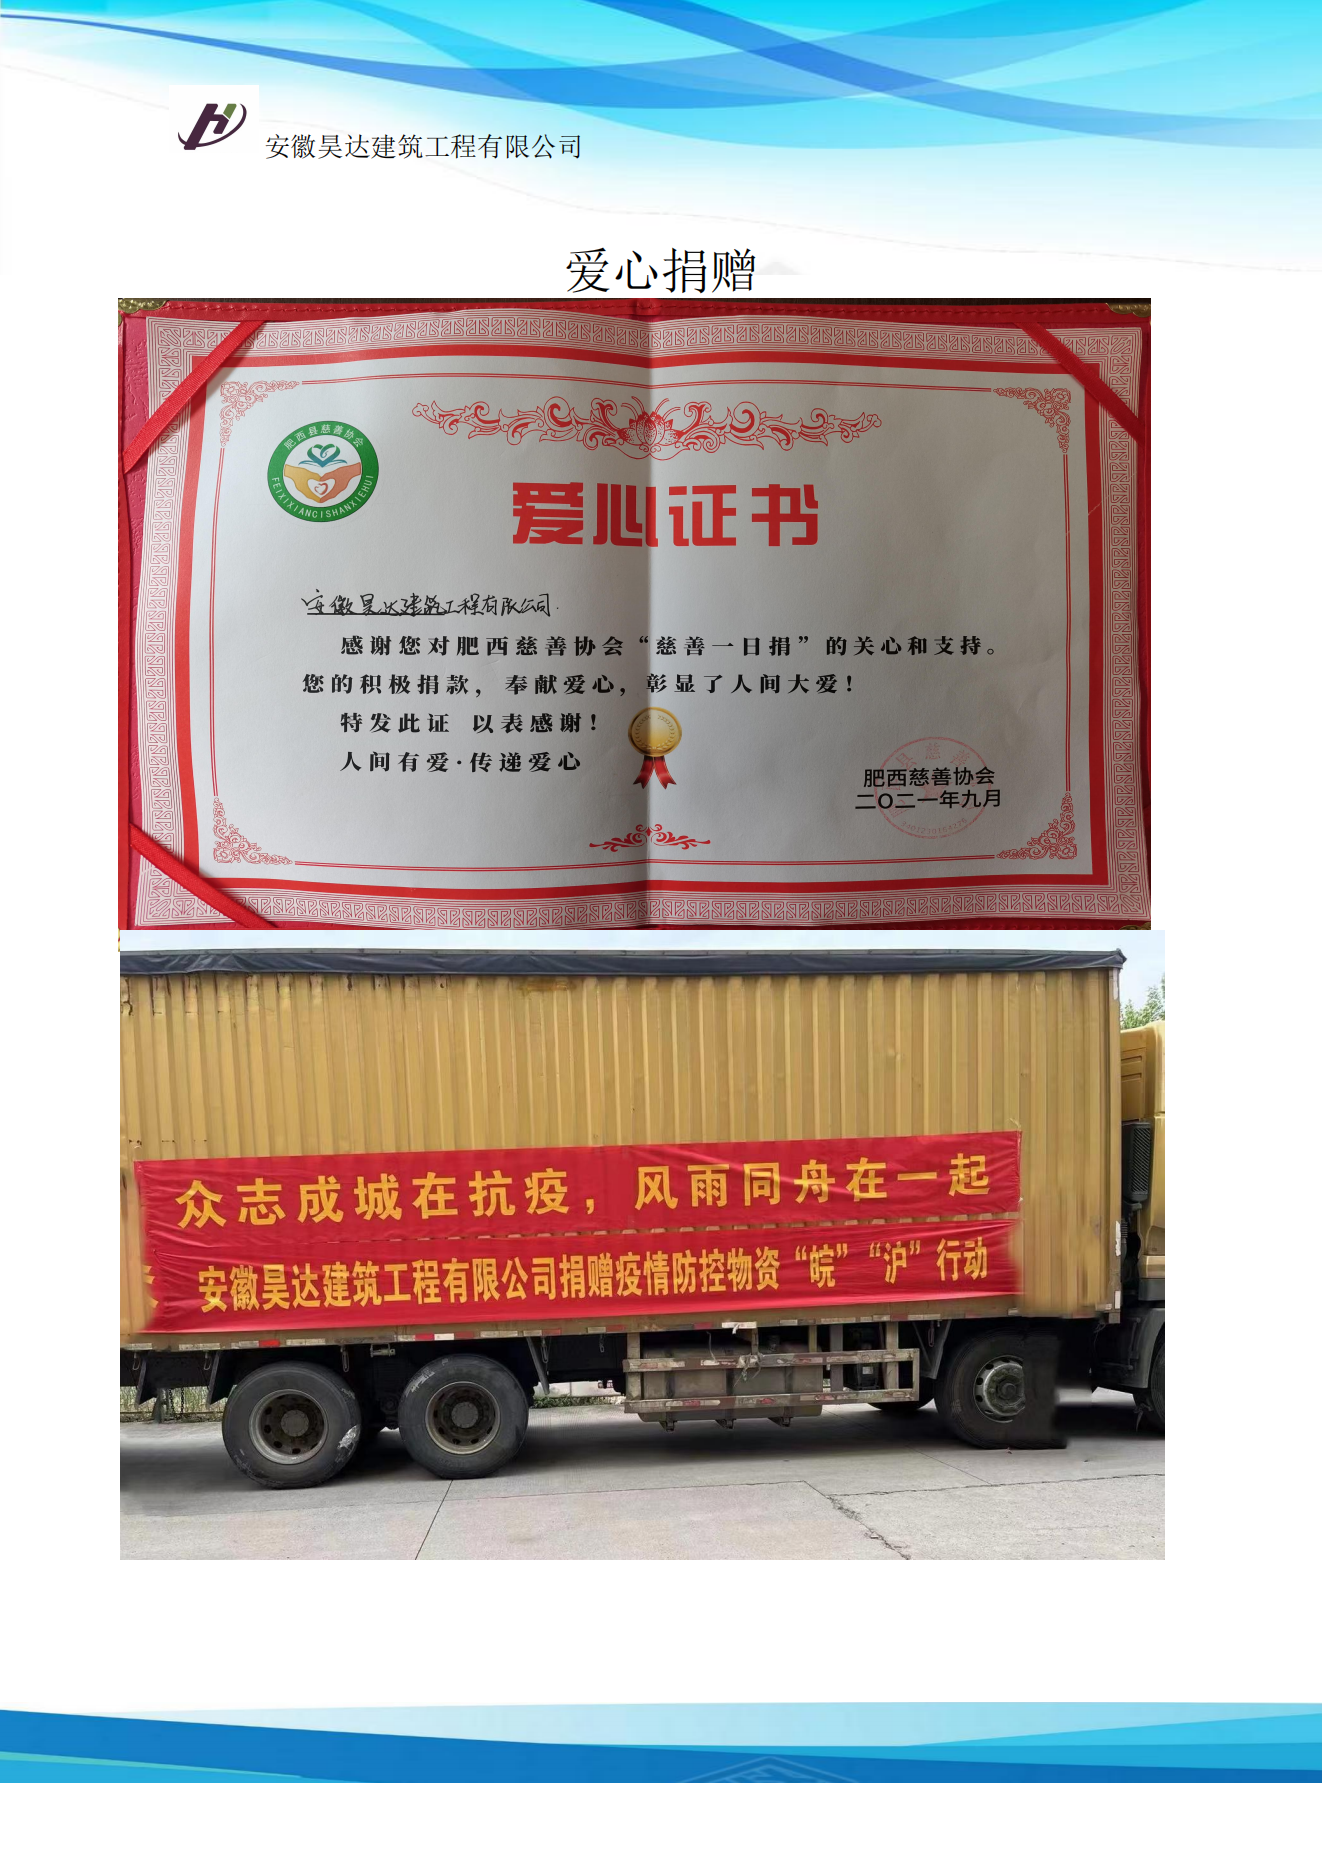 安徽昊达建筑工程有限公司
爱心捐赠
肥西县慈善协会
FEIXIXIANCISHANXIEHUI
爱心证书
安徽昊达建筑工程有限公司
感谢您对肥西慈善协会“慈善一日捐”的关心和支持。
您的积极捐款，奉献爱心，彰显了人间大爱！
特发此证 以表感谢！
人间有爱·传递爱心
肥西慈善协会
二〇二一年九月
众志成城在抗疫，风雨同舟在一起
安徽昊达建筑工程有限公司捐赠疫情防控物资“皖”“沪”行动